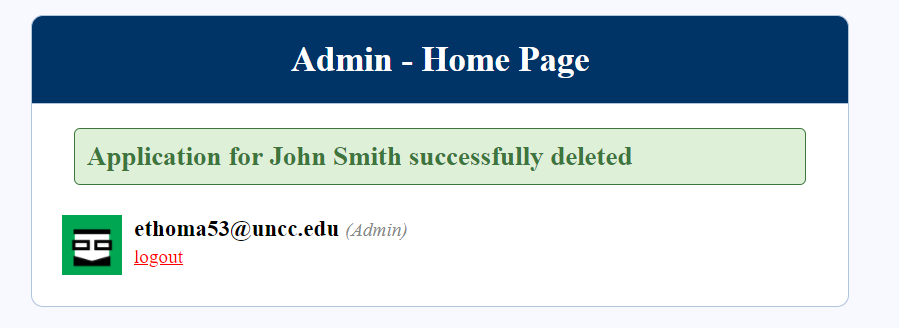 Admin - Home Page
Application for John Smith successfully deleted
ethoma53@uncc.edu (Admin)
logout